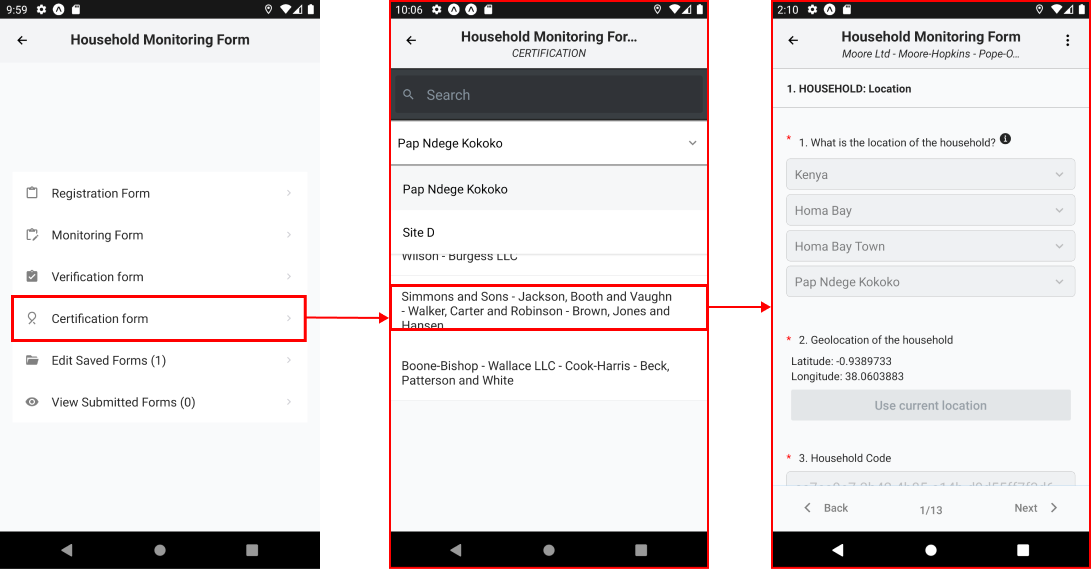 9:59
Household Monitoring Form
Registration Form
Monitoring Form
Verification form
Certification form
Edit Saved Forms (1)
View Submitted Forms (0)
10:06
Household Monitoring For...
CERTIFICATION
Search
Pap Ndege Kokoko
Pap Ndege Kokoko
Site D
Wilson - Burgess LLC
Simmons and Sons - Jackson, Booth and Vaughn
- Walker, Carter and Robinson - Brown, Jones and
Hansen
Boone-Bishop - Wallace LLC - Cook-Harris - Beck,
Patterson and White
2:10
Household Monitoring Form
Moore Ltd - Moore-Hopkins - Pope-O...
1. HOUSEHOLD: Location
* 1. What is the location of the household?
Kenya
Homa Bay
Homa Bay Town
Pap Ndege Kokoko
* 2. Geolocation of the household
Latitude: -0.9389733
Longitude: 38.0603883
Use current location
* 3. Household Code
Back
1/13
Next